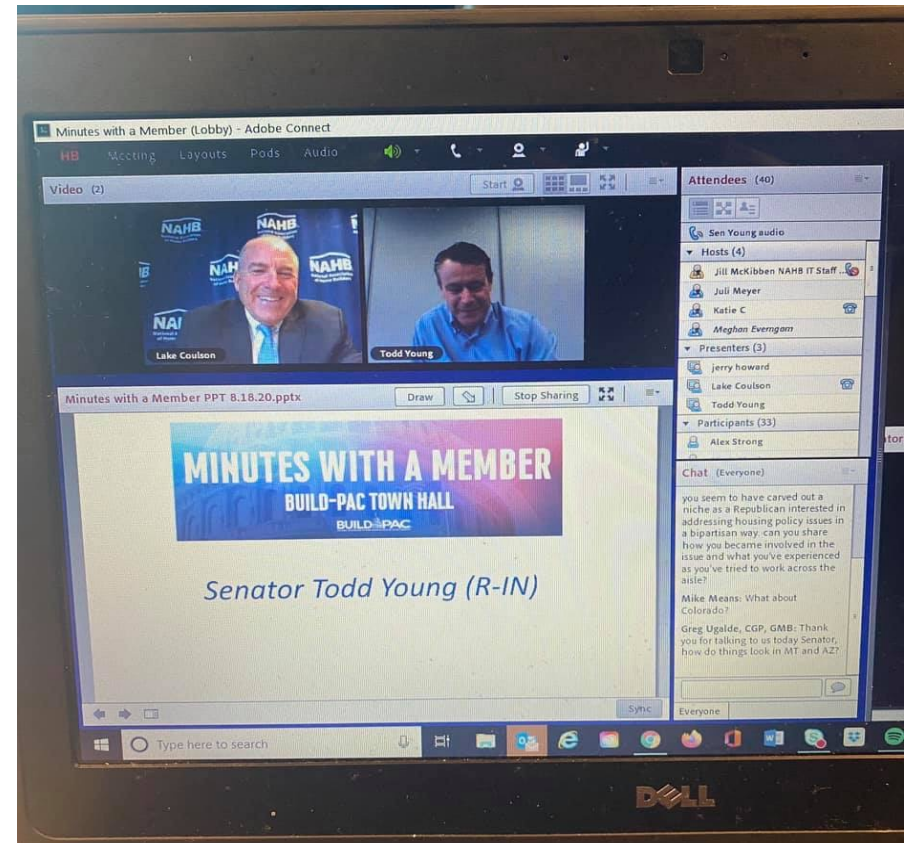 Minutes with a Member (Lobby) - Adobe Connect
HB Meeting Layouts Pods Audio
Video (2)
Start
NAHB
NAHB
NAH
NAHB
NAI
Lake Coulson
Todd Young
Minutes with a Member PPT 8.18.20.pptx
Draw
Stop Sharing
MINUTES WITH A MEMBER
BUILD-PAC TOWN HALL
BUILD PAC
Senator Todd Young (R-IN)
Sync
Attendees (40)
Sen Young audio
Hosts (4)
Jill McKibben NAHB IT Staff ...
Juli Meyer
Katie C
Meghan Everngam
Presenters (3)
jerry howard
Lake Coulson
Todd Young
Participants (33)
Alex Strong
Chat (Everyone)
you seem to have carved out a
niche as a Republican interested in
addressing housing policy issues in
a bipartisan way. can you share
how you became involved in the
issue and what you've experienced
as you've tried to work across the
aisle?
Mike Means: What about
Colorado?
Greg Ugalde, CGP, GMB: Thank
you for talking to us today Senator,
how do things look in MT and AZ?
Everyone
ator
Type here to search
DELL